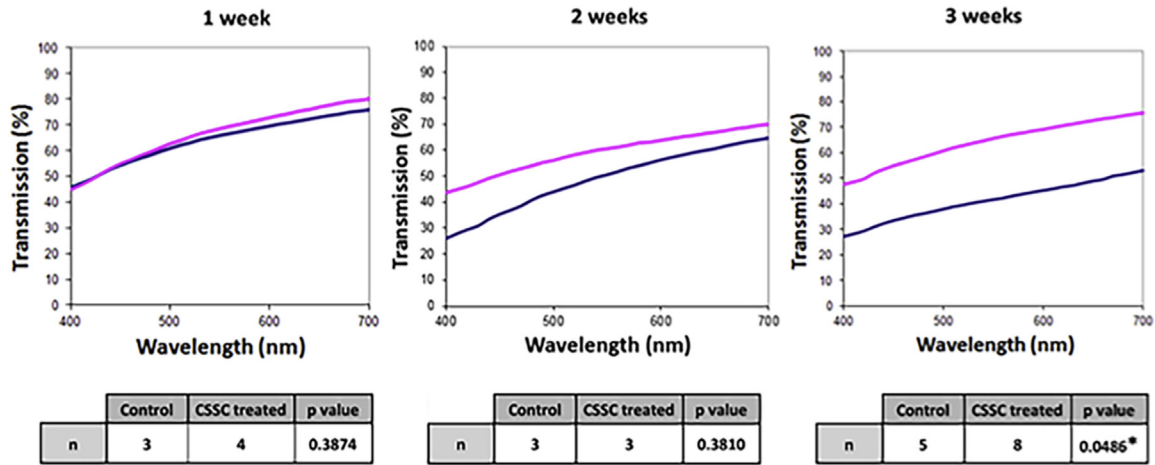 1 week
2 weeks
3 weeks
100
90
80
70
60
50
40
30
20
10
0
Transmission (%)
400 500 600 700
Wavelength (nm)
100
90
80
70
60
50
40
30
20
10
0
Transmission (%)
400 500 600 700
Wavelength (nm)
100
90
80
70
60
50
40
30
20
10
0
Transmission (%)
400 500 600 700
Wavelength (nm)
Control CSSC treated p value
n 3 4 0.3874
Control CSSC treated p value
n 3 3 0.3810
Control CSSC treated p value
n 5 8 0.0486*